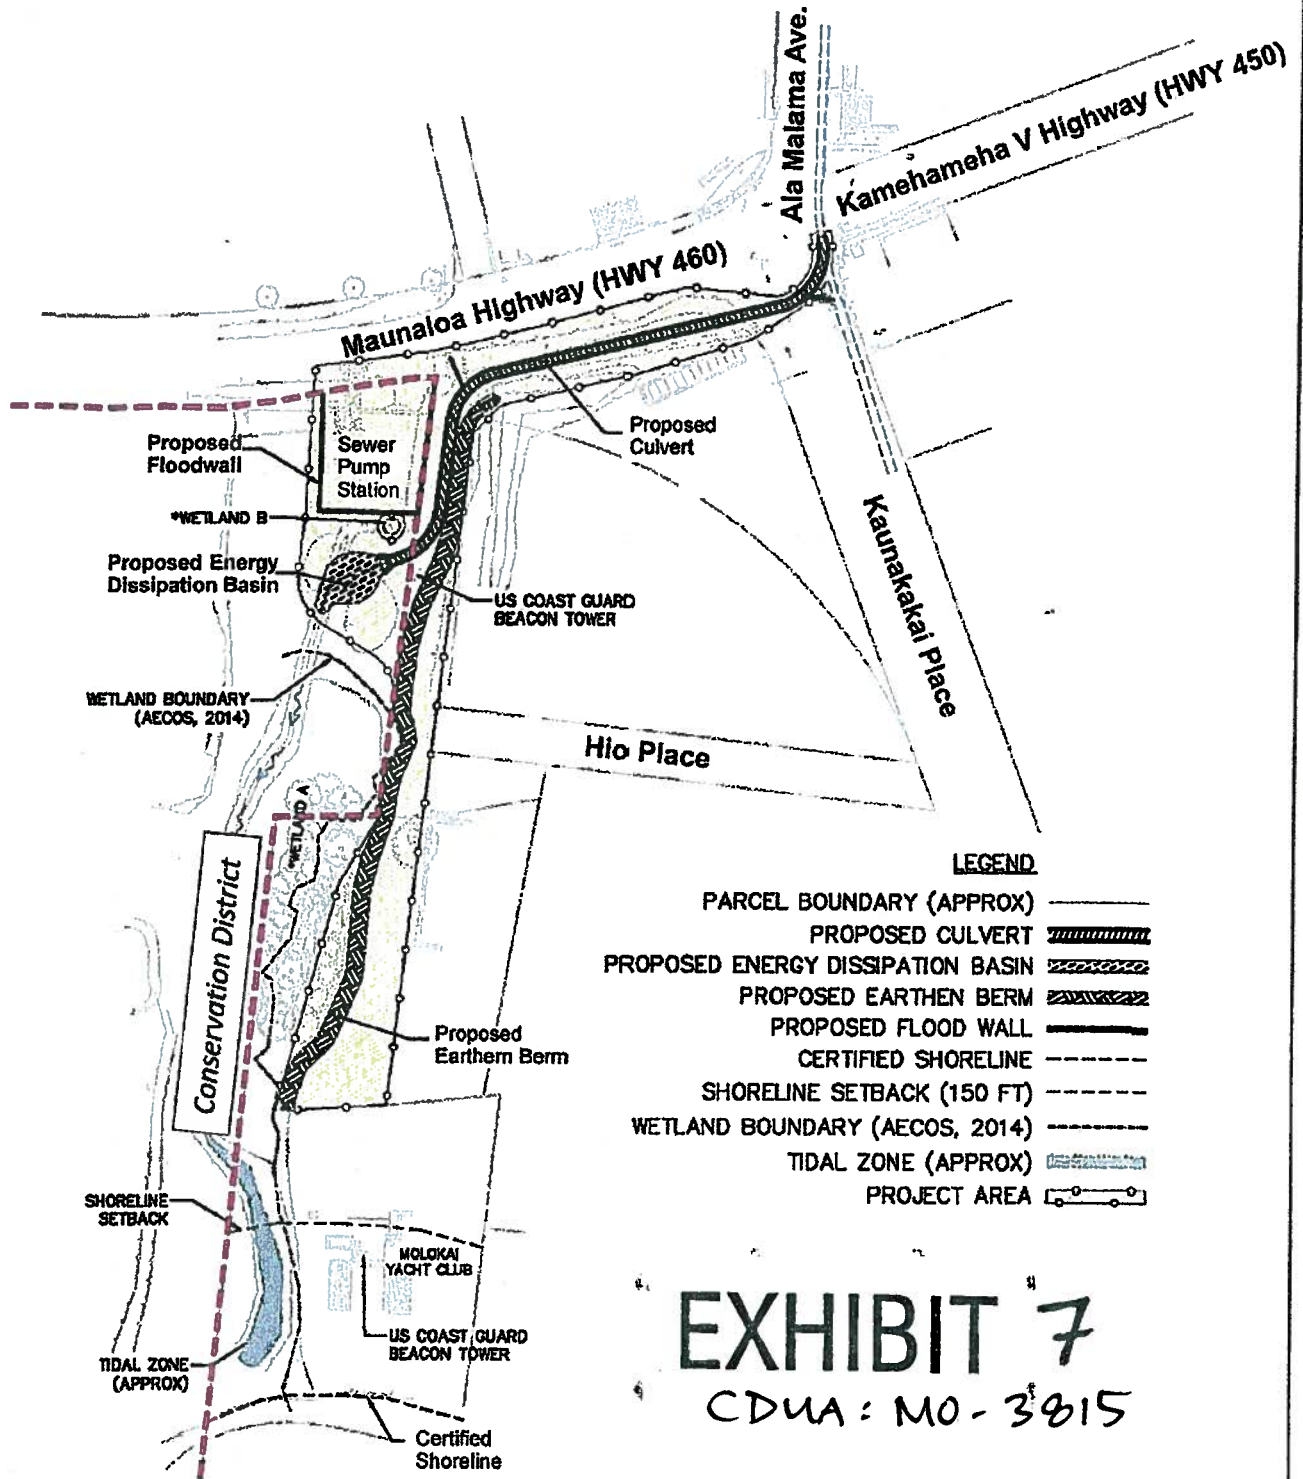 Ala Malama Ave.
Kamehameha V Highway (HWY 450)
Maunaloa Highway (HWY 460)
Proposed
Floodwall
Sewer
Pump
Station
Proposed
Culvert
*WETLAND B
Proposed Energy
Dissipation Basin
US COAST GUARD
BEACON TOWER
Kaunakakai Place
WETLAND BOUNDARY
(AECOS, 2014)
Hio Place
*WETLAND A
Conservation District
Proposed
Earthern Berm
LEGEND
PARCEL BOUNDARY (APPROX)
PROPOSED CULVERT
PROPOSED ENERGY DISSIPATION BASIN
PROPOSED EARTHEN BERM
PROPOSED FLOOD WALL
CERTIFIED SHORELINE
SHORELINE SETBACK (150 FT)
WETLAND BOUNDARY (AECOS, 2014)
TIDAL ZONE (APPROX)
PROJECT AREA
SHORELINE
SETBACK
MOLOKAI
YACHT CLUB
US COAST GUARD
BEACON TOWER
TIDAL ZONE
(APPROX)
Certified
Shoreline
EXHIBIT 7
CDUA: MO-3815